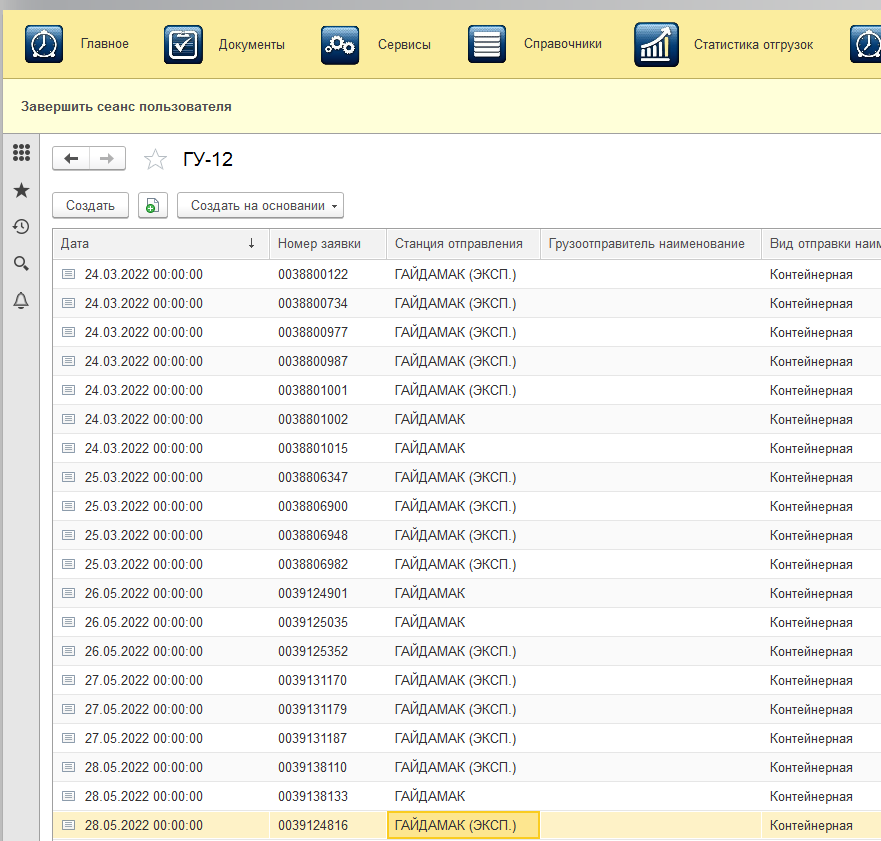 Главное Документы Сервисы Справочники Статистика отгрузок
Завершить сеанс пользователя
ГУ-12
Создать Создать на основании
Дата Номер заявки Станция отправления Грузоотправитель наименование Вид отправки наим
24.03.2022 00:00:00 0038800122 ГАЙДАМАК (ЭКСП.) Контейнерная
24.03.2022 00:00:00 0038800734 ГАЙДАМАК (ЭКСП.) Контейнерная
24.03.2022 00:00:00 0038800977 ГАЙДАМАК (ЭКСП.) Контейнерная
24.03.2022 00:00:00 0038800987 ГАЙДАМАК (ЭКСП.) Контейнерная
24.03.2022 00:00:00 0038801001 ГАЙДАМАК (ЭКСП.) Контейнерная
24.03.2022 00:00:00 0038801002 ГАЙДАМАК Контейнерная
24.03.2022 00:00:00 0038801015 ГАЙДАМАК Контейнерная
25.03.2022 00:00:00 0038806347 ГАЙДАМАК (ЭКСП.) Контейнерная
25.03.2022 00:00:00 0038806900 ГАЙДАМАК (ЭКСП.) Контейнерная
25.03.2022 00:00:00 0038806948 ГАЙДАМАК (ЭКСП.) Контейнерная
25.03.2022 00:00:00 0038806982 ГАЙДАМАК (ЭКСП.) Контейнерная
26.05.2022 00:00:00 0039124901 ГАЙДАМАК Контейнерная
26.05.2022 00:00:00 0039125035 ГАЙДАМАК Контейнерная
26.05.2022 00:00:00 0039125352 ГАЙДАМАК (ЭКСП.) Контейнерная
27.05.2022 00:00:00 0039131170 ГАЙДАМАК (ЭКСП.) Контейнерная
27.05.2022 00:00:00 0039131179 ГАЙДАМАК (ЭКСП.) Контейнерная
27.05.2022 00:00:00 0039131187 ГАЙДАМАК (ЭКСП.) Контейнерная
28.05.2022 00:00:00 0039138110 ГАЙДАМАК (ЭКСП.) Контейнерная
28.05.2022 00:00:00 0039138133 ГАЙДАМАК Контейнерная
28.05.2022 00:00:00 0039124816 ГАЙДАМАК (ЭКСП.) Контейнерная